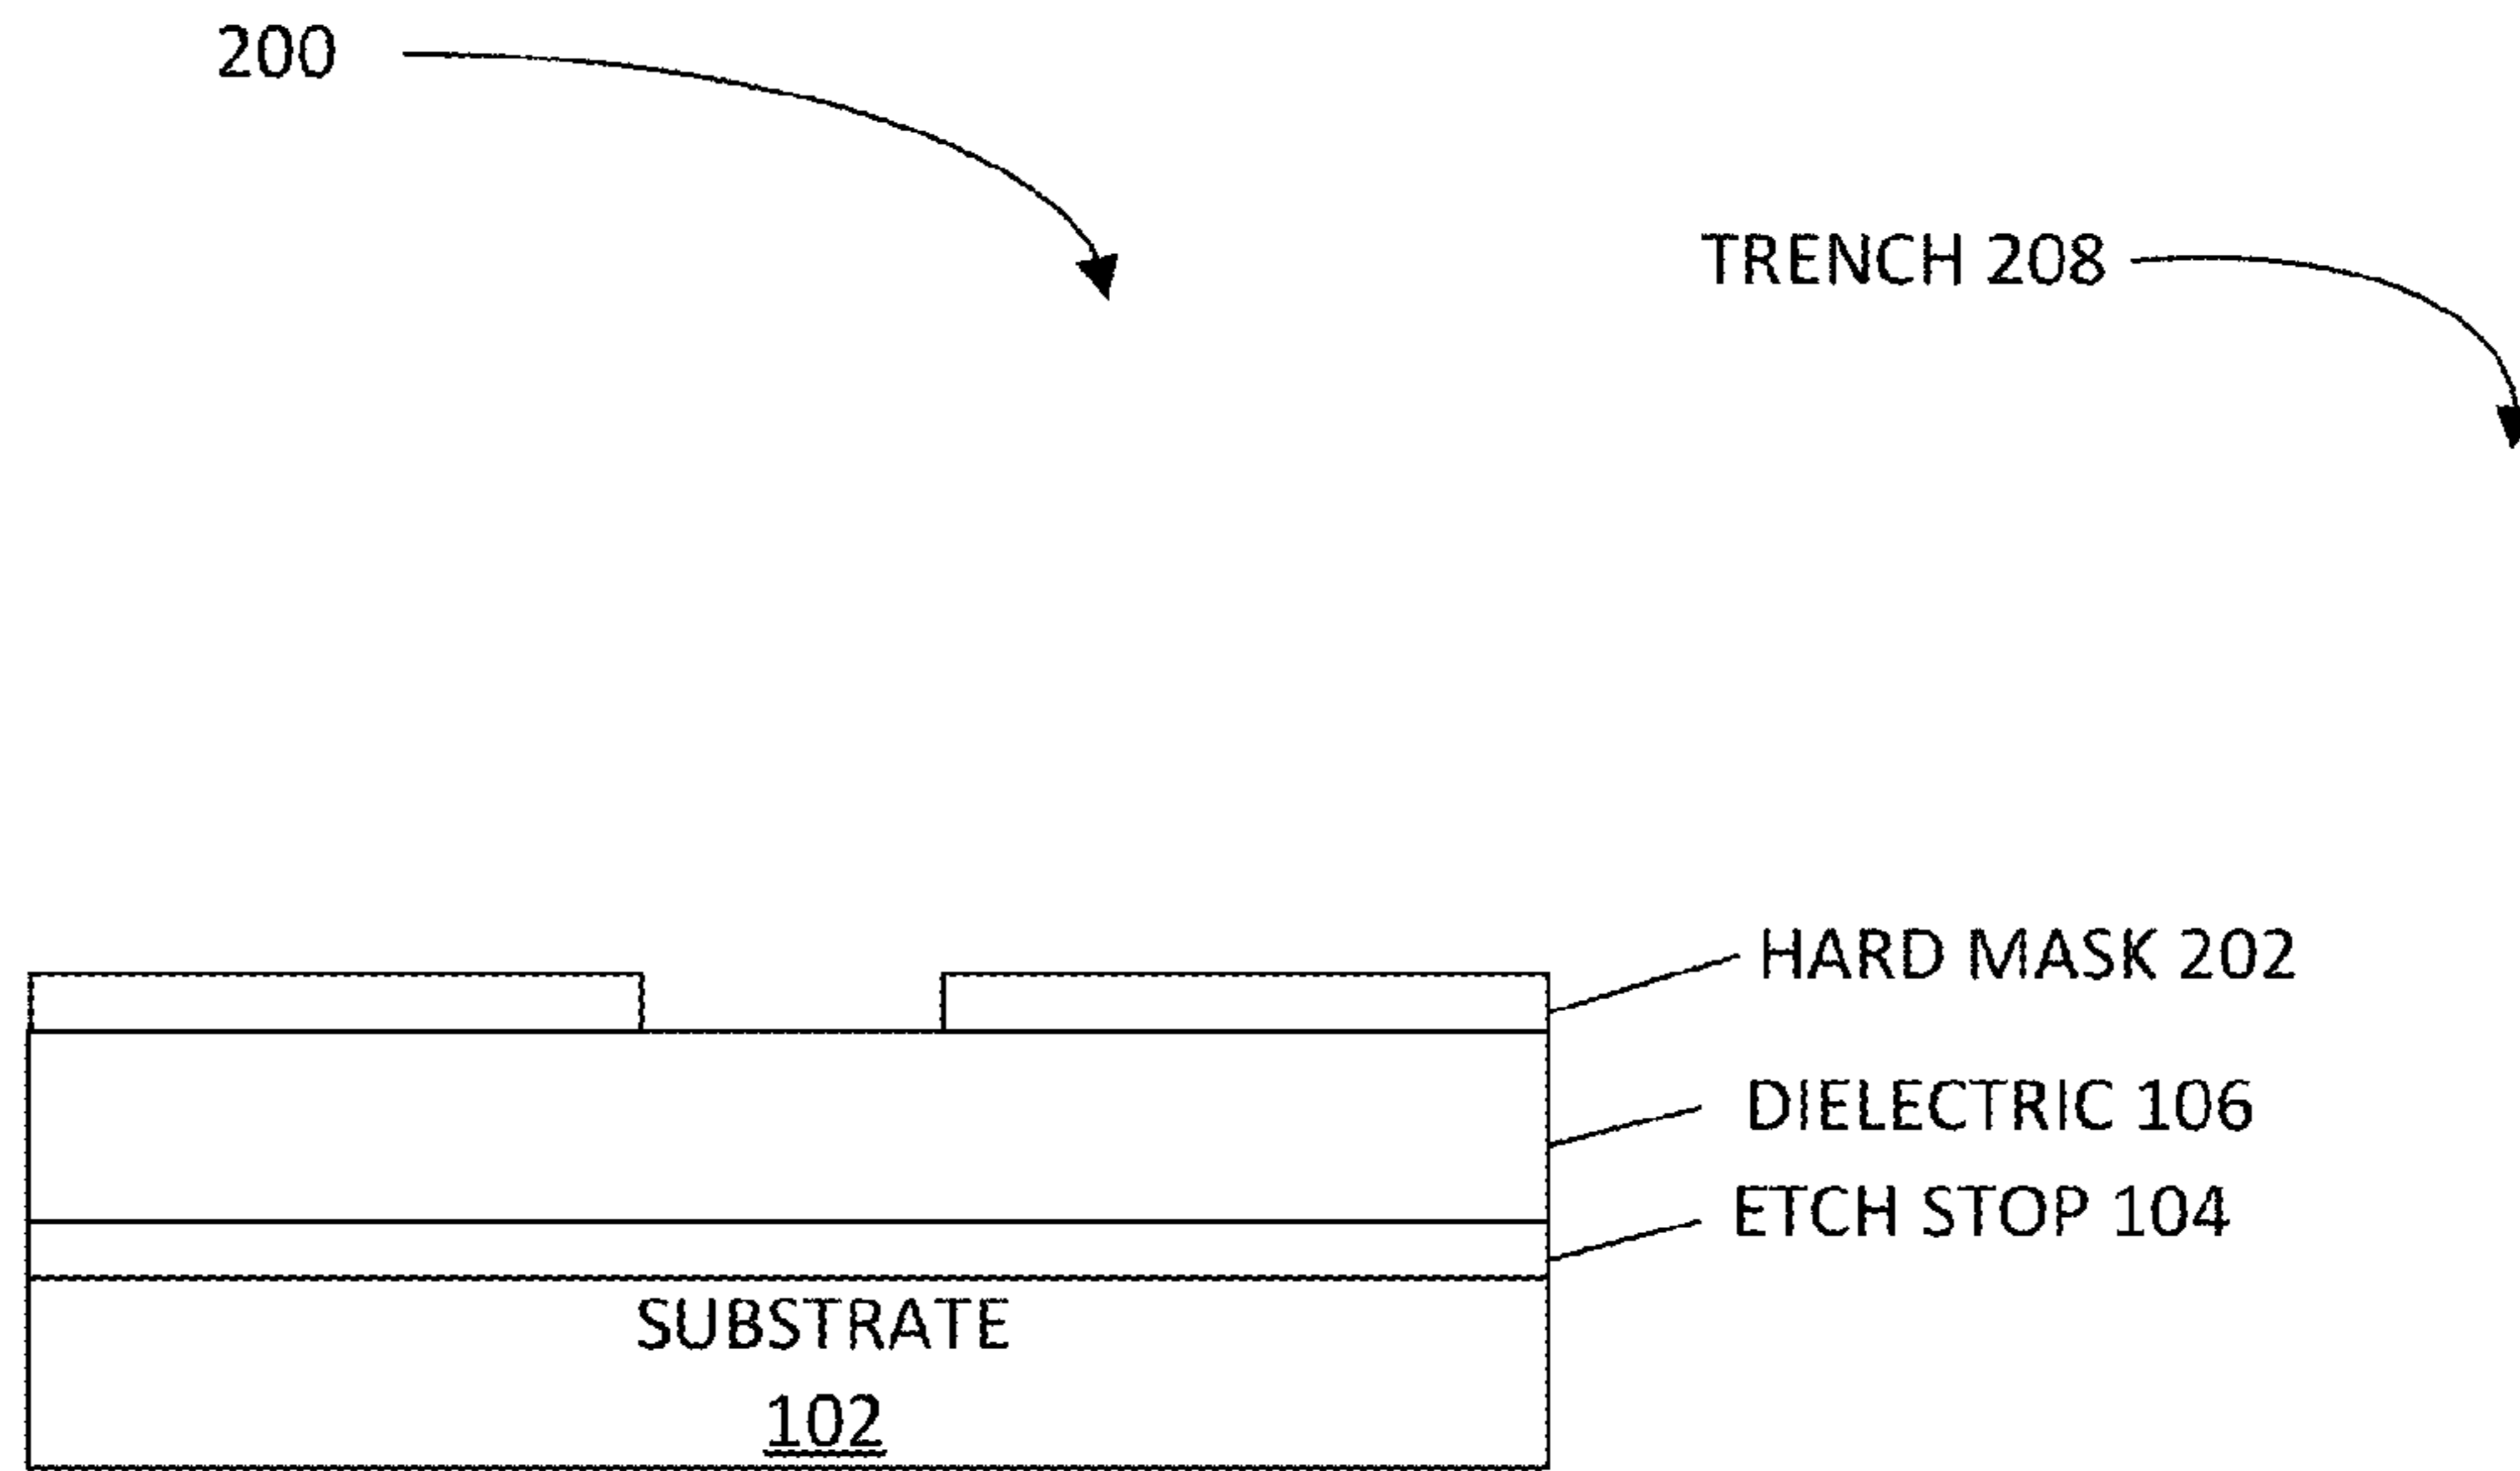 200
TRENCH 208
HARD MASK 202
DIELECTRIC 106
ETCH STOP 104
SUBSTRATE
102